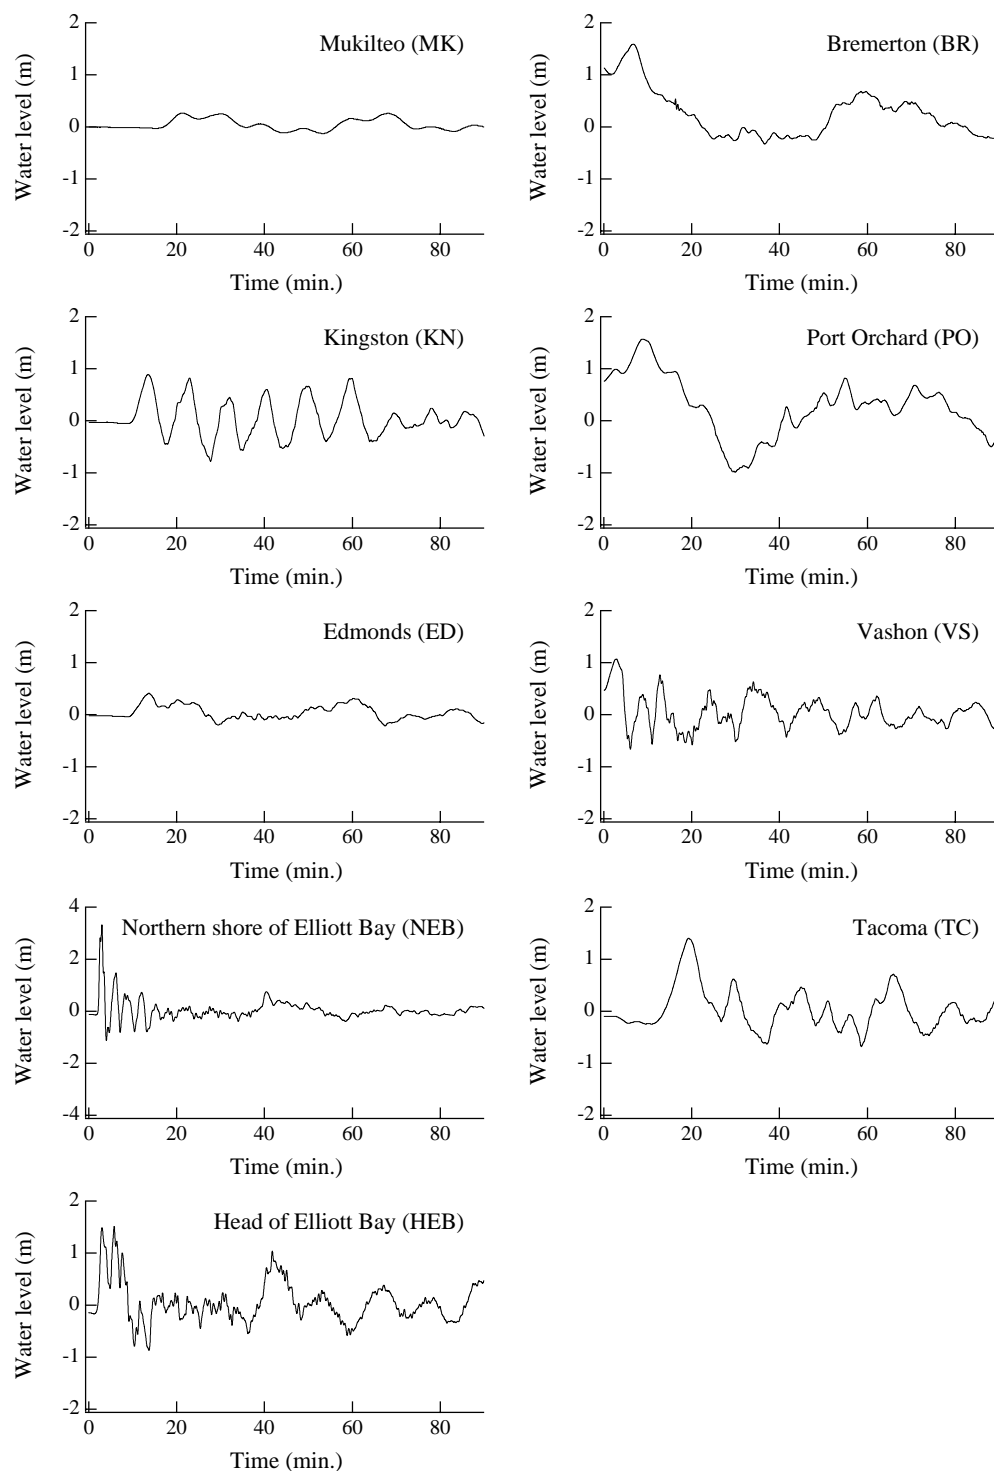 2
1
0
-1
-2
Water level (m)
Mukilteo (MK)
0 20 40 60 80
Time (min.)
2
1
0
-1
-2
Water level (m)
Bremerton (BR)
0 20 40 60 80
Time (min.)
2
1
0
-1
-2
Water level (m)
Kingston (KN)
0 20 40 60 80
Time (min.)
2
1
0
-1
-2
Water level (m)
Port Orchard (PO)
0 20 40 60 80
Time (min.)
2
1
0
-1
-2
Water level (m)
Edmonds (ED)
0 20 40 60 80
Time (min.)
2
1
0
-1
-2
Water level (m)
Vashon (VS)
0 20 40 60 80
Time (min.)
4
2
0
-2
-4
Water level (m)
Northern shore of Elliott Bay (NEB)
0 20 40 60 80
Time (min.)
2
1
0
-1
-2
Water level (m)
Tacoma (TC)
0 20 40 60 80
Time (min.)
2
1
0
-1
-2
Water level (m)
Head of Elliott Bay (HEB)
0 20 40 60 80
Time (min.)